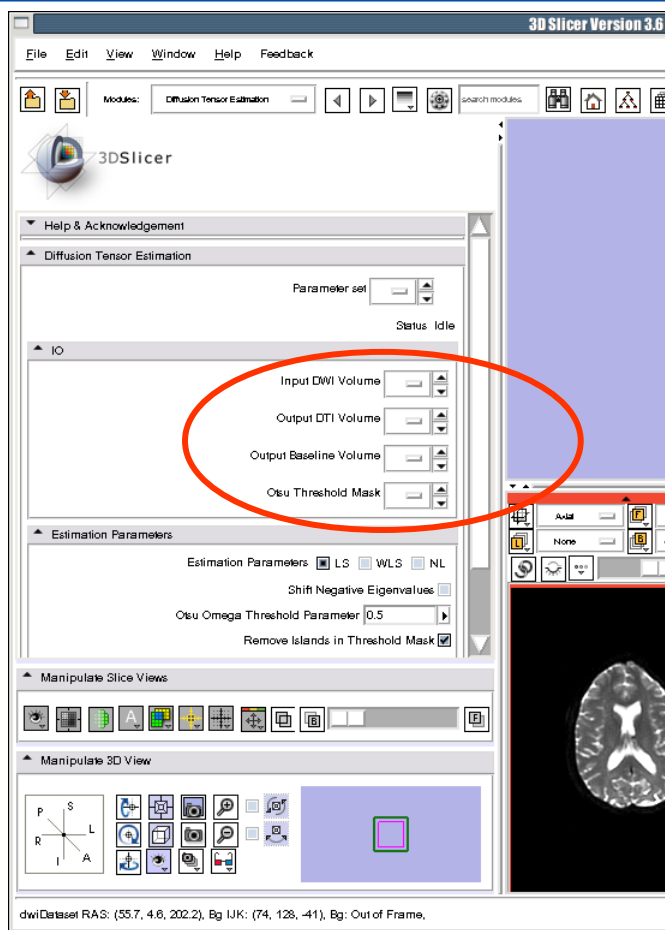 3D Slicer Version 3.6
File Edit View Window Help Feedback
Modules: Diffusion Tensor Estimation search modules
3DSlicer
Help & Acknowledgement
Diffusion Tensor Estimation
Parameter set
Status Idle
IO
Input DWI Volume
Output DTI Volume
Output Baseline Volume
Otsu Threshold Mask
Axial F
L None B
Estimation Parameters
Estimation Parameters LS WLS NL
Shift Negative Eigenvalues
Otsu Omega Threshold Parameter 0.5
Remove Islands in Threshold Mask
Manipulate Slice Views
A B F
Manipulate 3D View
P S
R L
I A
dwiDataset RAS: (55.7, 4.6, 202.2), Bg IJK: (74, 128, -41), Bg: Out of Frame,